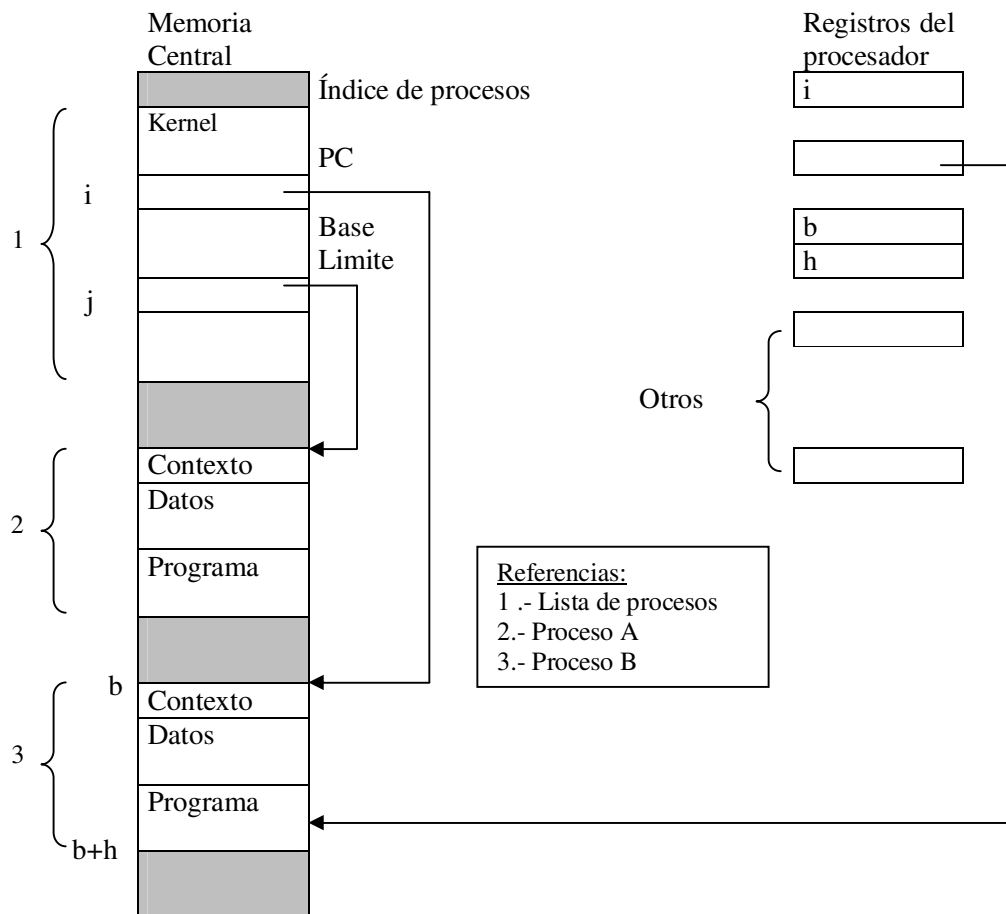 Memoria
Central
Registros del
procesador
Índice de procesos
i
Kernel
PC
i
1
Base
Limite
b
h
j
Otros
Contexto
Datos
2
Programa
Referencias:
1 .- Lista de procesos
2.- Proceso A
3.- Proceso B
b
Contexto
Datos
3
Programa
b+h